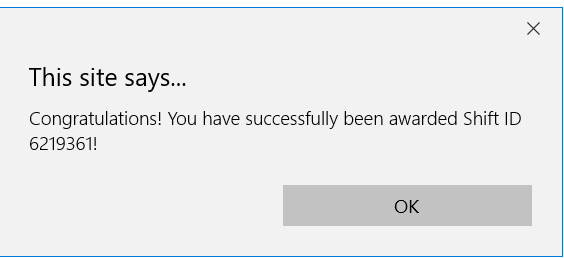 This site says...
Congratulations! You have successfully been awarded Shift ID
6219361!
OK